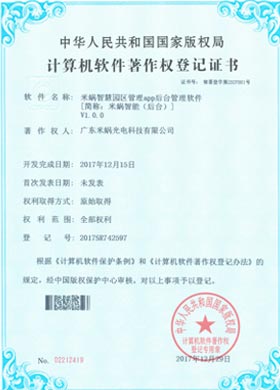 中华人民共和国国家版权局
计算机软件著作权登记证书
证书号：
软件名称：
米蜗智慧园区管理app后台管理软件
[简称：米蜗智能（后台）]
V1.0.0
著作权人：
广东米蜗光电科技有限公司
开发完成日期：
2017年12月15日
首次发表日期：
未发表
权利取得方式：
原始取得
权利范围：
全部权利
登记号：
2017SR742597
根据《计算机软件保护条例》和《计算机软件著作权登记办法》的
规定，经中国版权保护中心审核，对以上事项予以登记。
中华人民共和国国家版权局
计算机软件著作权
登记专用章
No. 02212419
2017年12月29日